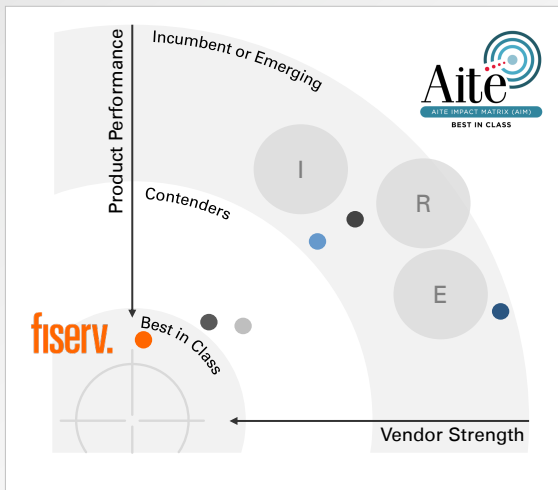 Incumbent or Emerging
Product Performance
Aite
AITE IMPACT MATRIX (AIM)
BEST IN CLASS
I
R
Contenders
E
fiserv.
Best in Class
Vendor Strength